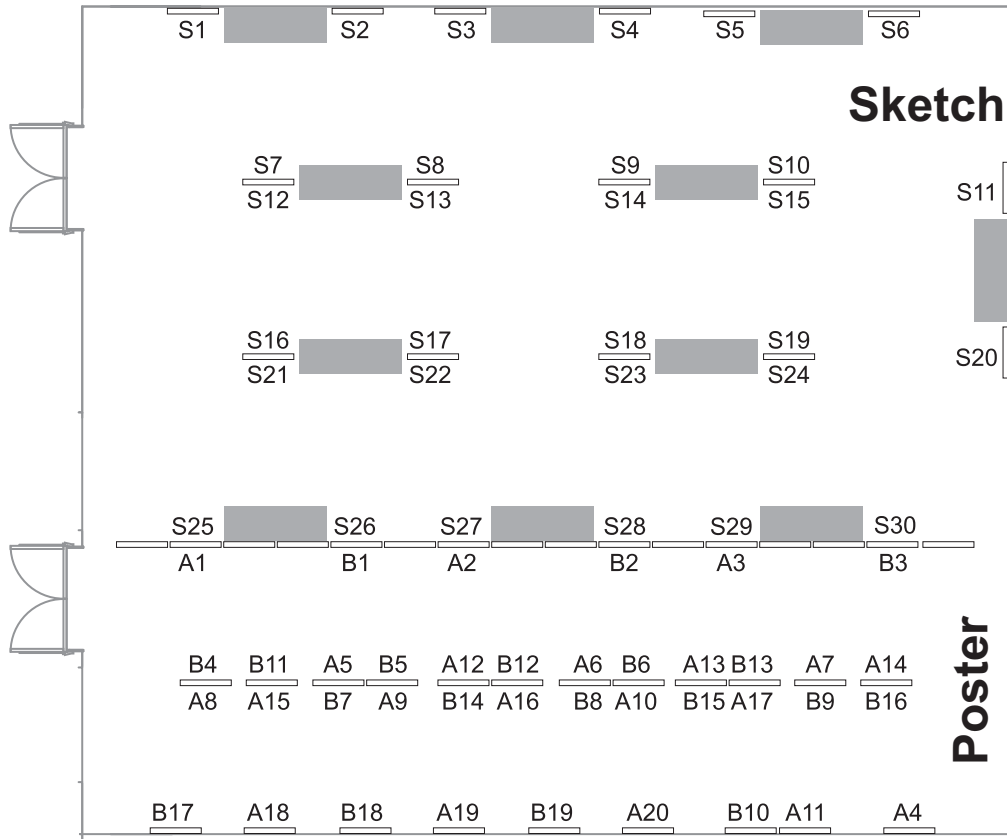 S1 S2 S3 S4 S5 S6
Sketch
S7 S8 S9 S10
S11
S12 S13 S14 S15
S16 S17 S18 S19
S20
S21 S22 S23 S24
S25 S26 S27 S28 S29 S30
A1 B1 A2 B2 A3 B3
Poster
B4 B11 A5 B5 A12 B12 A6 B6 A13 B13 A7 A14
A8 A15 B7 A9 B14 A16 B8 A10 B15 A17 B9 B16
B17 A18 B18 A19 B19 A20 B10 A11 A4